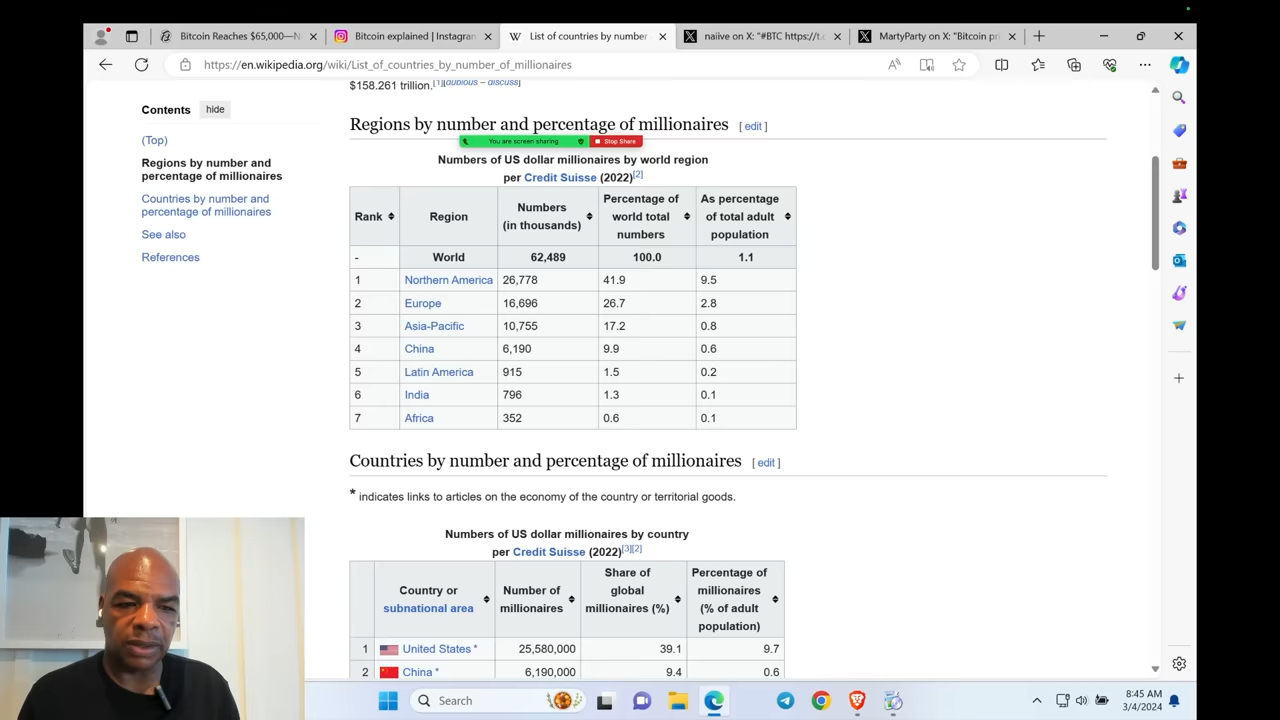 Bitcoin Reaches $65,000—N
Bitcoin explained | Instagram
List of countries by number
naiive on X: "#BTC https://t.c
MartyParty on X: "Bitcoin pri
https://en.wikipedia.org/wiki/List_of_countries_by_number_of_millionaires
$158.261 trillion.[1][dubious – discuss]
Contents hide
(Top)
Regions by number and
percentage of millionaires
Countries by number and
percentage of millionaires
See also
References
Regions by number and percentage of millionaires [ edit ]
You are screen sharing Stop Share
Numbers of US dollar millionaires by world region
per Credit Suisse (2022)[2]
Rank Region Numbers (in thousands) Percentage of world total numbers As percentage of total adult population
- World 62,489 100.0 1.1
1 Northern America 26,778 41.9 9.5
2 Europe 16,696 26.7 2.8
3 Asia-Pacific 10,755 17.2 0.8
4 China 6,190 9.9 0.6
5 Latin America 915 1.5 0.2
6 India 796 1.3 0.1
7 Africa 352 0.6 0.1
Countries by number and percentage of millionaires [ edit ]
* indicates links to articles on the economy of the country or territorial goods.
Numbers of US dollar millionaires by country
per Credit Suisse (2022)[3][2]
Country or subnational area Number of millionaires Share of global millionaires (%) Percentage of millionaires (% of adult population)
1 United States * 25,580,000 39.1 9.7
2 China * 6,190,000 9.4 0.6
Search
8:45 AM
3/4/2024